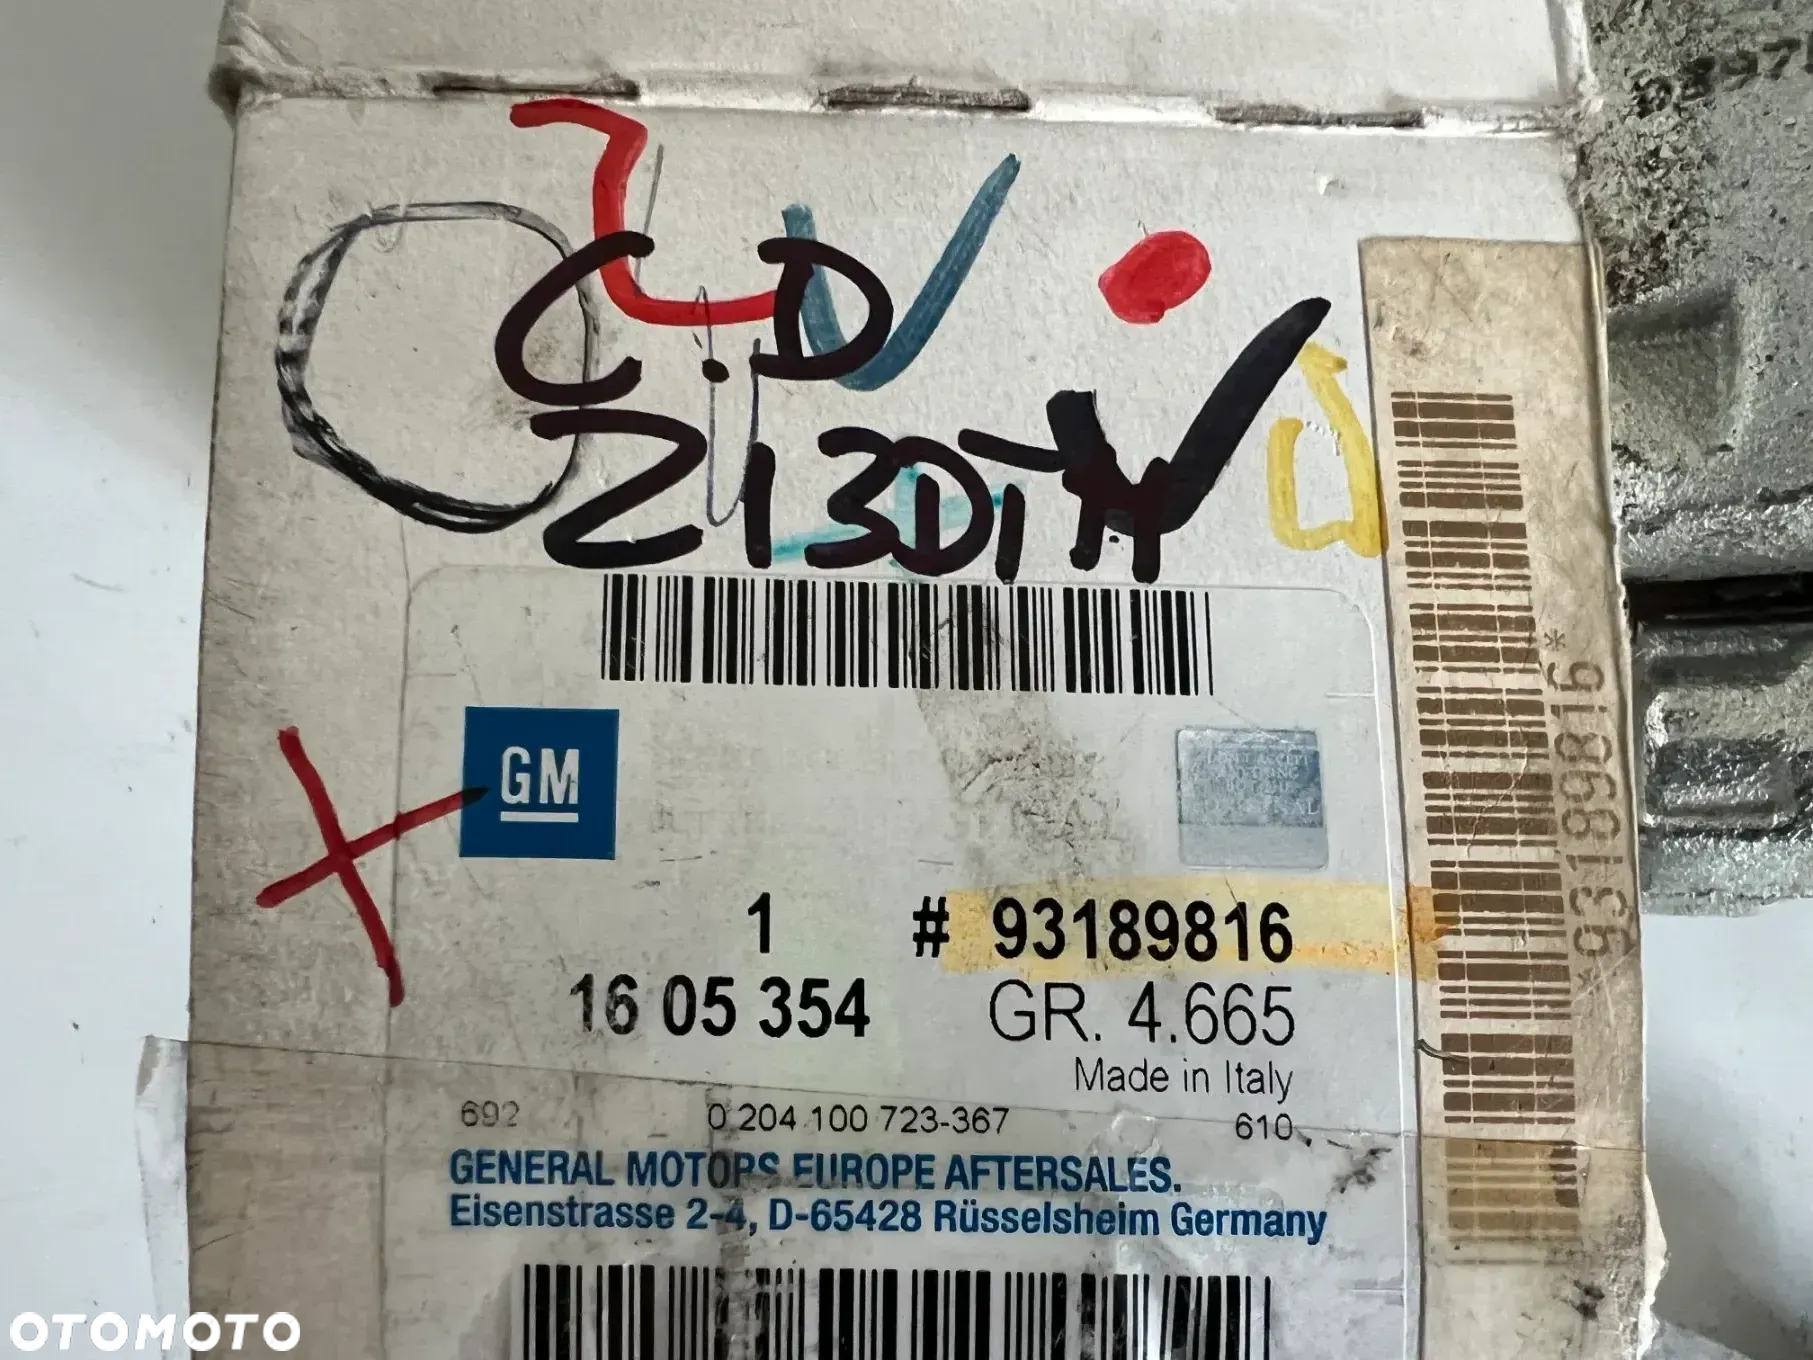 C.D
Z13DTH
GM
1 # 93189816
16 05 354 GR. 4.665
Made in Italy
692 0 204 100 723-367 610
GENERAL MOTORS EUROPE AFTERSALES.
Eisenstrasse 2-4, D-65428 Rüsselsheim Germany
*93189816*
OTOMOTO